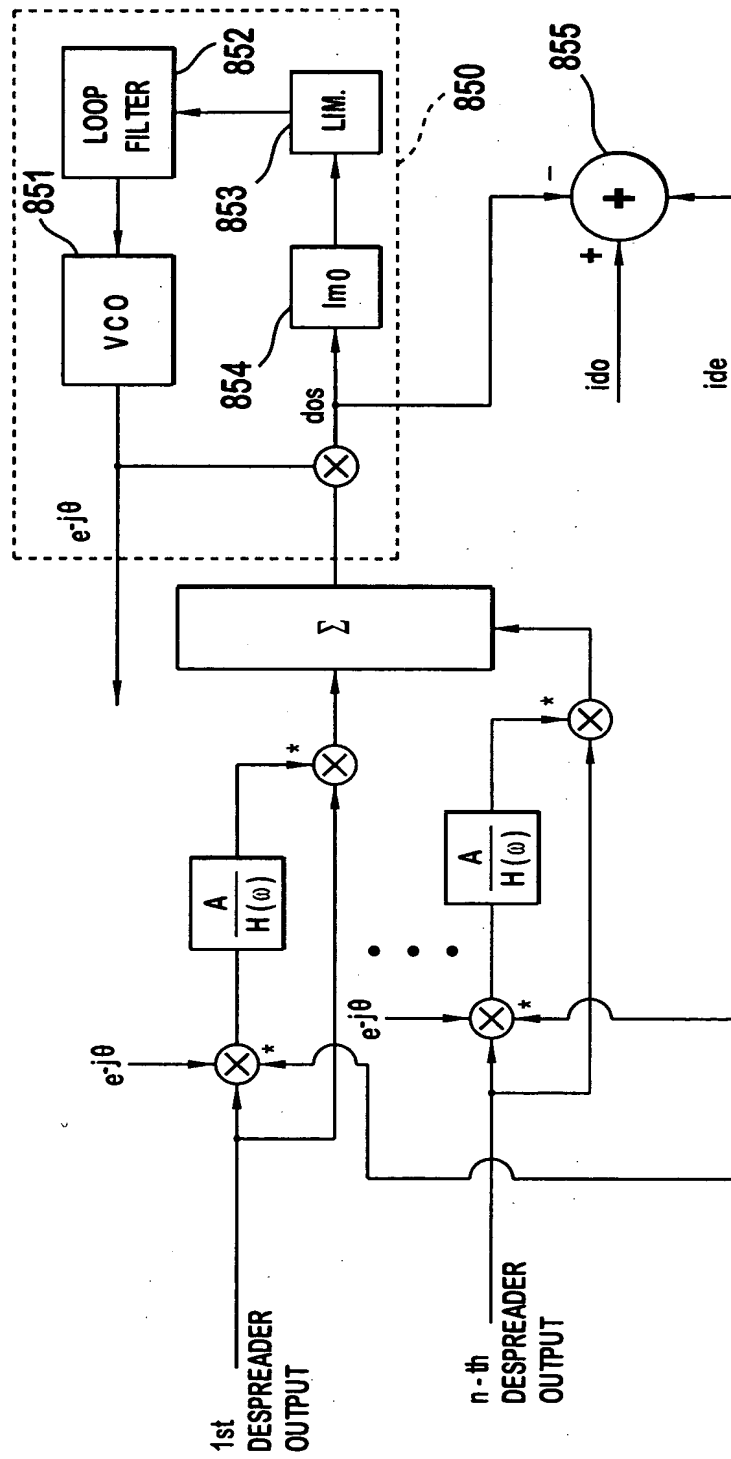 851
852
LOOP
FILTER
VCO
LIM.
853
Im0
854
850
855
e-jθ
dos
−
+
+
ido
ide
Σ
*
A
H(ω)
e-jθ
*
*
A
H(ω)
e-jθ
*
1st
DESPREADER
OUTPUT
n-th
DESPREADER
OUTPUT